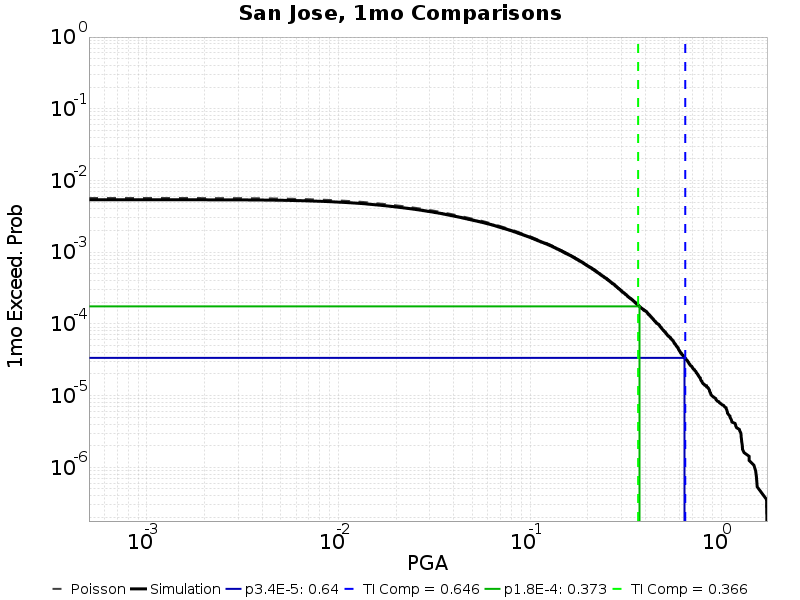 San Jose, 1mo Comparisons
10^0
10^-1
10^-2
10^-3
10^-4
10^-5
10^-6
1mo Exceed. Prob
10^-3 10^-2 10^-1 10^0
PGA
Poisson Simulation p3.4E-5: 0.64 TI Comp = 0.646 p1.8E-4: 0.373 TI Comp = 0.366